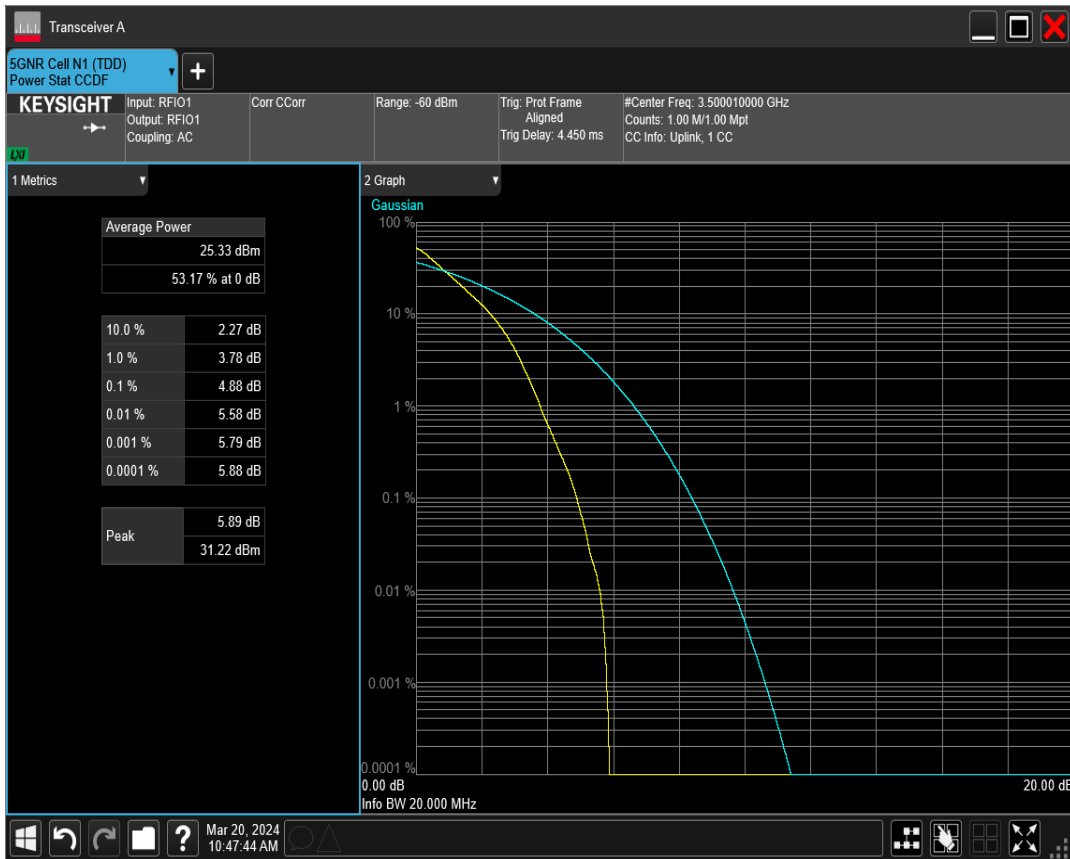 Transceiver A
5GNR Cell N1 (TDD)
Power Stat CCDF
KEYSIGHT
LXI
Input: RFIO1
Output: RFIO1
Coupling: AC
Corr CCorr
Range: -60 dBm
Trig: Prot Frame
Aligned
Trig Delay: 4.450 ms
#Center Freq: 3.500010000 GHz
Counts: 1.00 M/1.00 Mpt
CC Info: Uplink, 1 CC
1 Metrics
Average Power
25.33 dBm
53.17 % at 0 dB
10.0 % 2.27 dB
1.0 % 3.78 dB
0.1 % 4.88 dB
0.01 % 5.58 dB
0.001 % 5.79 dB
0.0001 % 5.88 dB
Peak 5.89 dB
31.22 dBm
2 Graph
Gaussian
100 %
10 %
1 %
0.1 %
0.01 %
0.001 %
0.0001 %
0.00 dB 20.00 dB
Info BW 20.000 MHz
Mar 20, 2024
10:47:44 AM